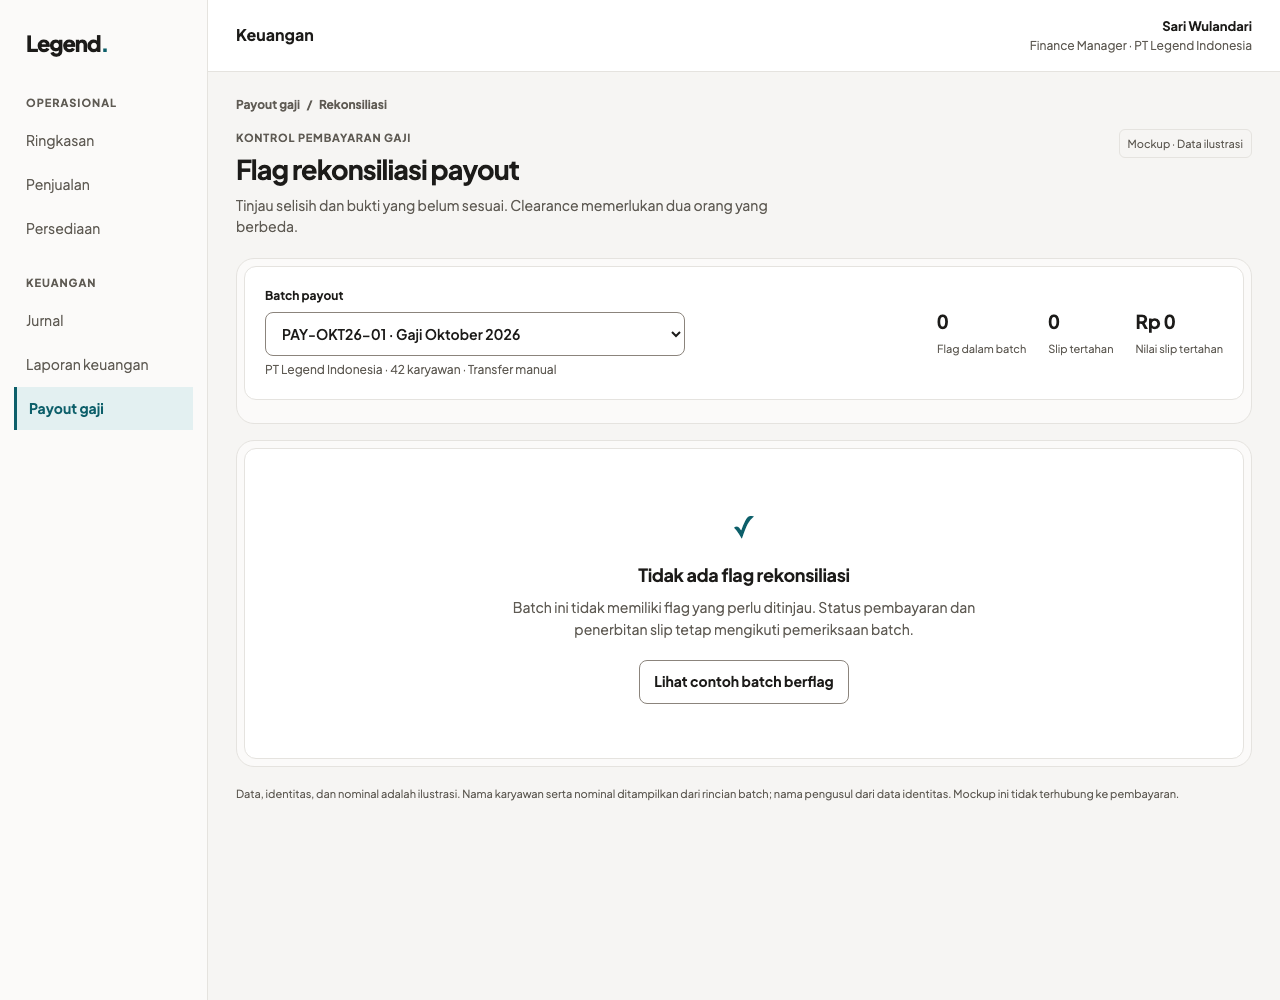 Legend.
OPERASIONAL
Ringkasan
Penjualan
Persediaan
KEUANGAN
Jurnal
Laporan keuangan
Payout gaji
Keuangan
Sari Wulandari
Finance Manager · PT Legend Indonesia
Payout gaji / Rekonsiliasi
KONTROL PEMBAYARAN GAJI
Flag rekonsiliasi payout
Tinjau selisih dan bukti yang belum sesuai. Clearance memerlukan dua orang yang
berbeda.
Mockup · Data ilustrasi
Batch payout
PAY-OKT26-01 · Gaji Oktober 2026
PT Legend Indonesia · 42 karyawan · Transfer manual
0
Flag dalam batch
0
Slip tertahan
Rp 0
Nilai slip tertahan
Tidak ada flag rekonsiliasi
Batch ini tidak memiliki flag yang perlu ditinjau. Status pembayaran dan
penerbitan slip tetap mengikuti pemeriksaan batch.
Lihat contoh batch berflag
Data, identitas, dan nominal adalah ilustrasi. Nama karyawan serta nominal ditampilkan dari rincian batch; nama pengusul dari data identitas. Mockup ini tidak terhubung ke pembayaran.